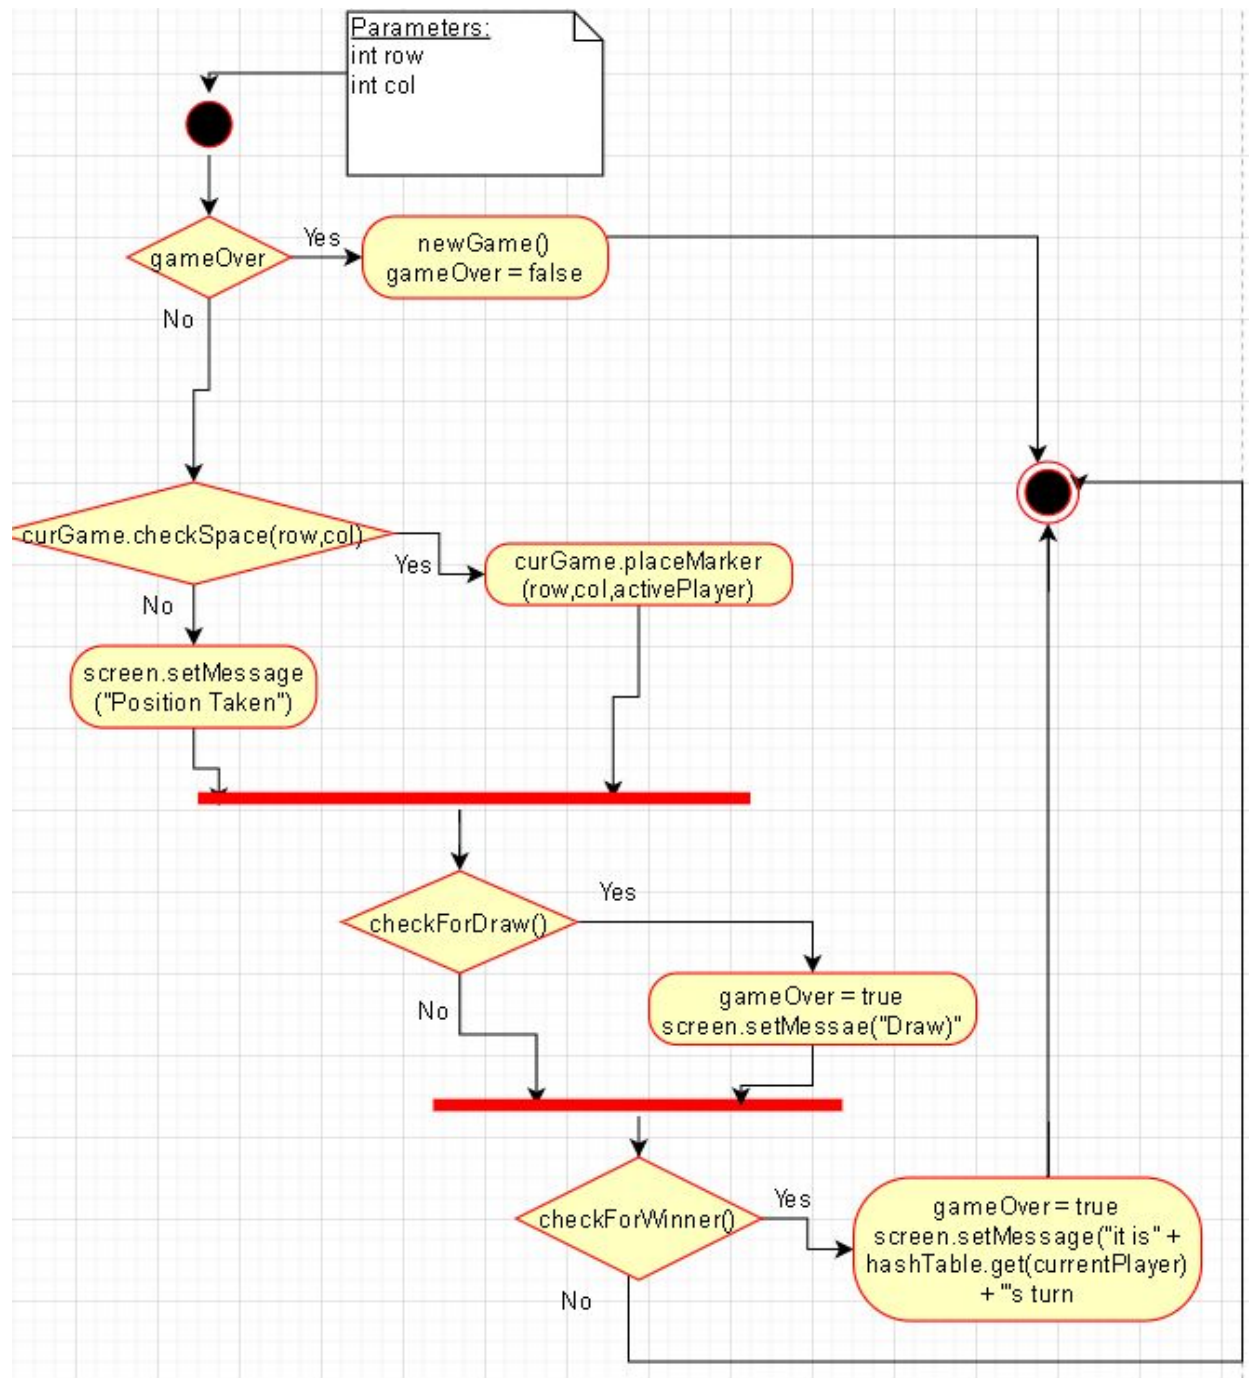 Parameters:
int row
int col
gameOver
Yes
newGame()
gameOver = false
No
curGame.checkSpace(row,col)
Yes
curGame.placeMarker
(row,col,activePlayer)
No
screen.setMessage
("Position Taken")
checkForDraw()
Yes
No
gameOver = true
screen.setMessae("Draw)"
checkForWinner()
Yes
gameOver = true
screen.setMessage("it is" +
hashTable.get(currentPlayer)
+ "'s turn
No